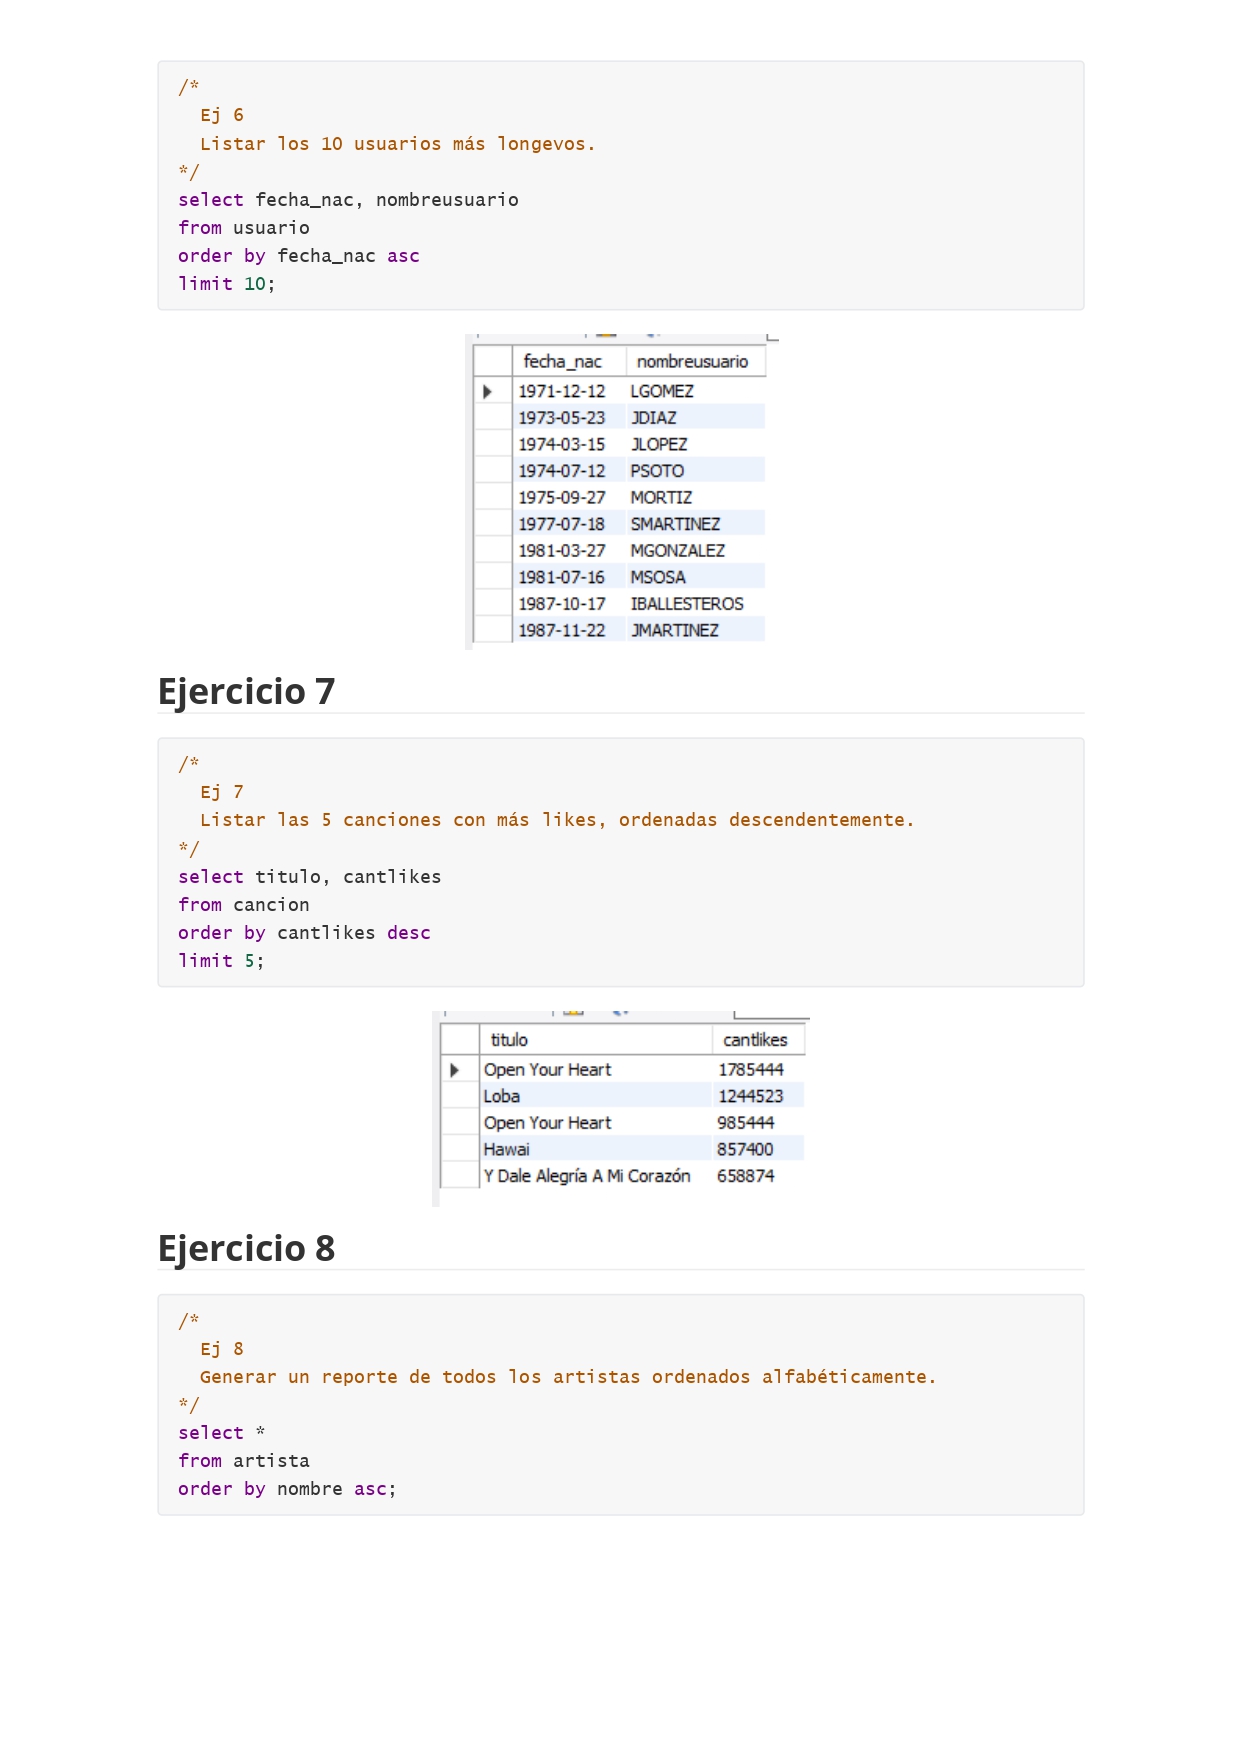 /*
Ej 6
Listar los 10 usuarios más longevos.
*/
select fecha_nac, nombreusuario
from usuario
order by fecha_nac asc
limit 10;
fecha_nac nombreusuario
1971-12-12 LGOMEZ
1973-05-23 JDIAZ
1974-03-15 JLOPEZ
1974-07-12 PSOTO
1975-09-27 MORTIZ
1977-07-18 SMARTINEZ
1981-03-27 MGONZALEZ
1981-07-16 MSOSA
1987-10-17 IBALLESTEROS
1987-11-22 JMARTINEZ
Ejercicio 7
/*
Ej 7
Listar las 5 canciones con más likes, ordenadas descendentemente.
*/
select titulo, cantlikes
from cancion
order by cantlikes desc
limit 5;
titulo cantlikes
Open Your Heart 1785444
Loba 1244523
Open Your Heart 985444
Hawai 857400
Y Dale Alegría A Mi Corazón 658874
Ejercicio 8
/*
Ej 8
Generar un reporte de todos los artistas ordenados alfabéticamente.
*/
select *
from artista
order by nombre asc;